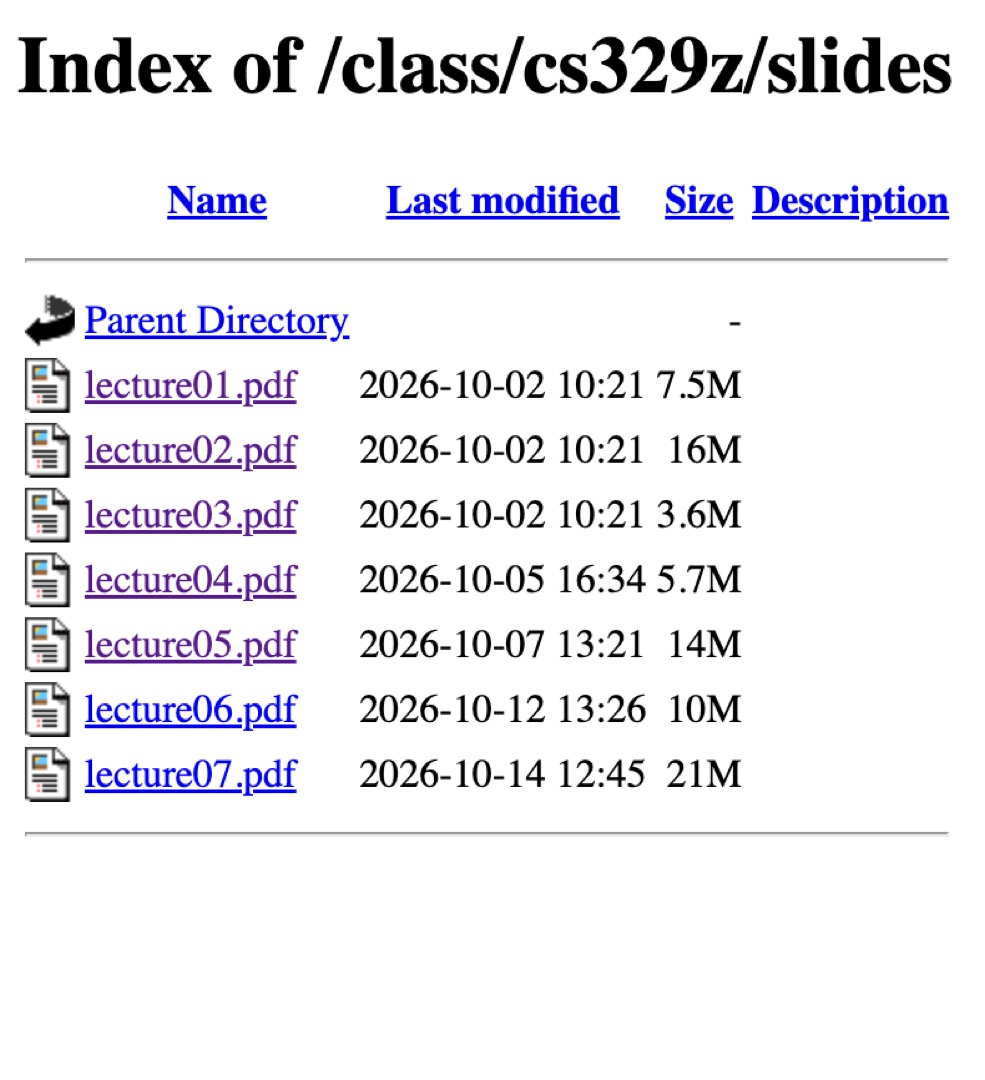 Index of /class/cs329z/slides
Name Last modified Size Description
Parent Directory -
lecture01.pdf 2026-10-02 10:21 7.5M
lecture02.pdf 2026-10-02 10:21 16M
lecture03.pdf 2026-10-02 10:21 3.6M
lecture04.pdf 2026-10-05 16:34 5.7M
lecture05.pdf 2026-10-07 13:21 14M
lecture06.pdf 2026-10-12 13:26 10M
lecture07.pdf 2026-10-14 12:45 21M